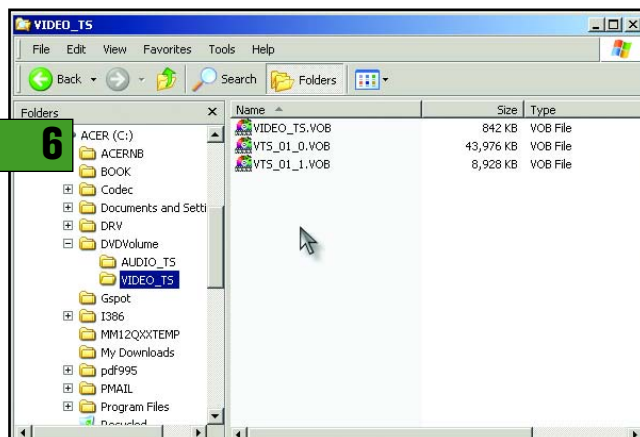 VIDEO_TS
File Edit View Favorites Tools Help
Back Search Folders
Folders
6
ACER (C:)
ACERNB
BOOK
Codec
Documents and Setti
DRV
DVDVolume
AUDIO_TS
VIDEO_TS
Gspot
I386
MM12QXXTEMP
My Downloads
pdf995
PMAIL
Program Files
Recycled
Name Size Type
VIDEO_TS.VOB 842 KB VOB File
VTS_01_0.VOB 43,976 KB VOB File
VTS_01_1.VOB 8,928 KB VOB File